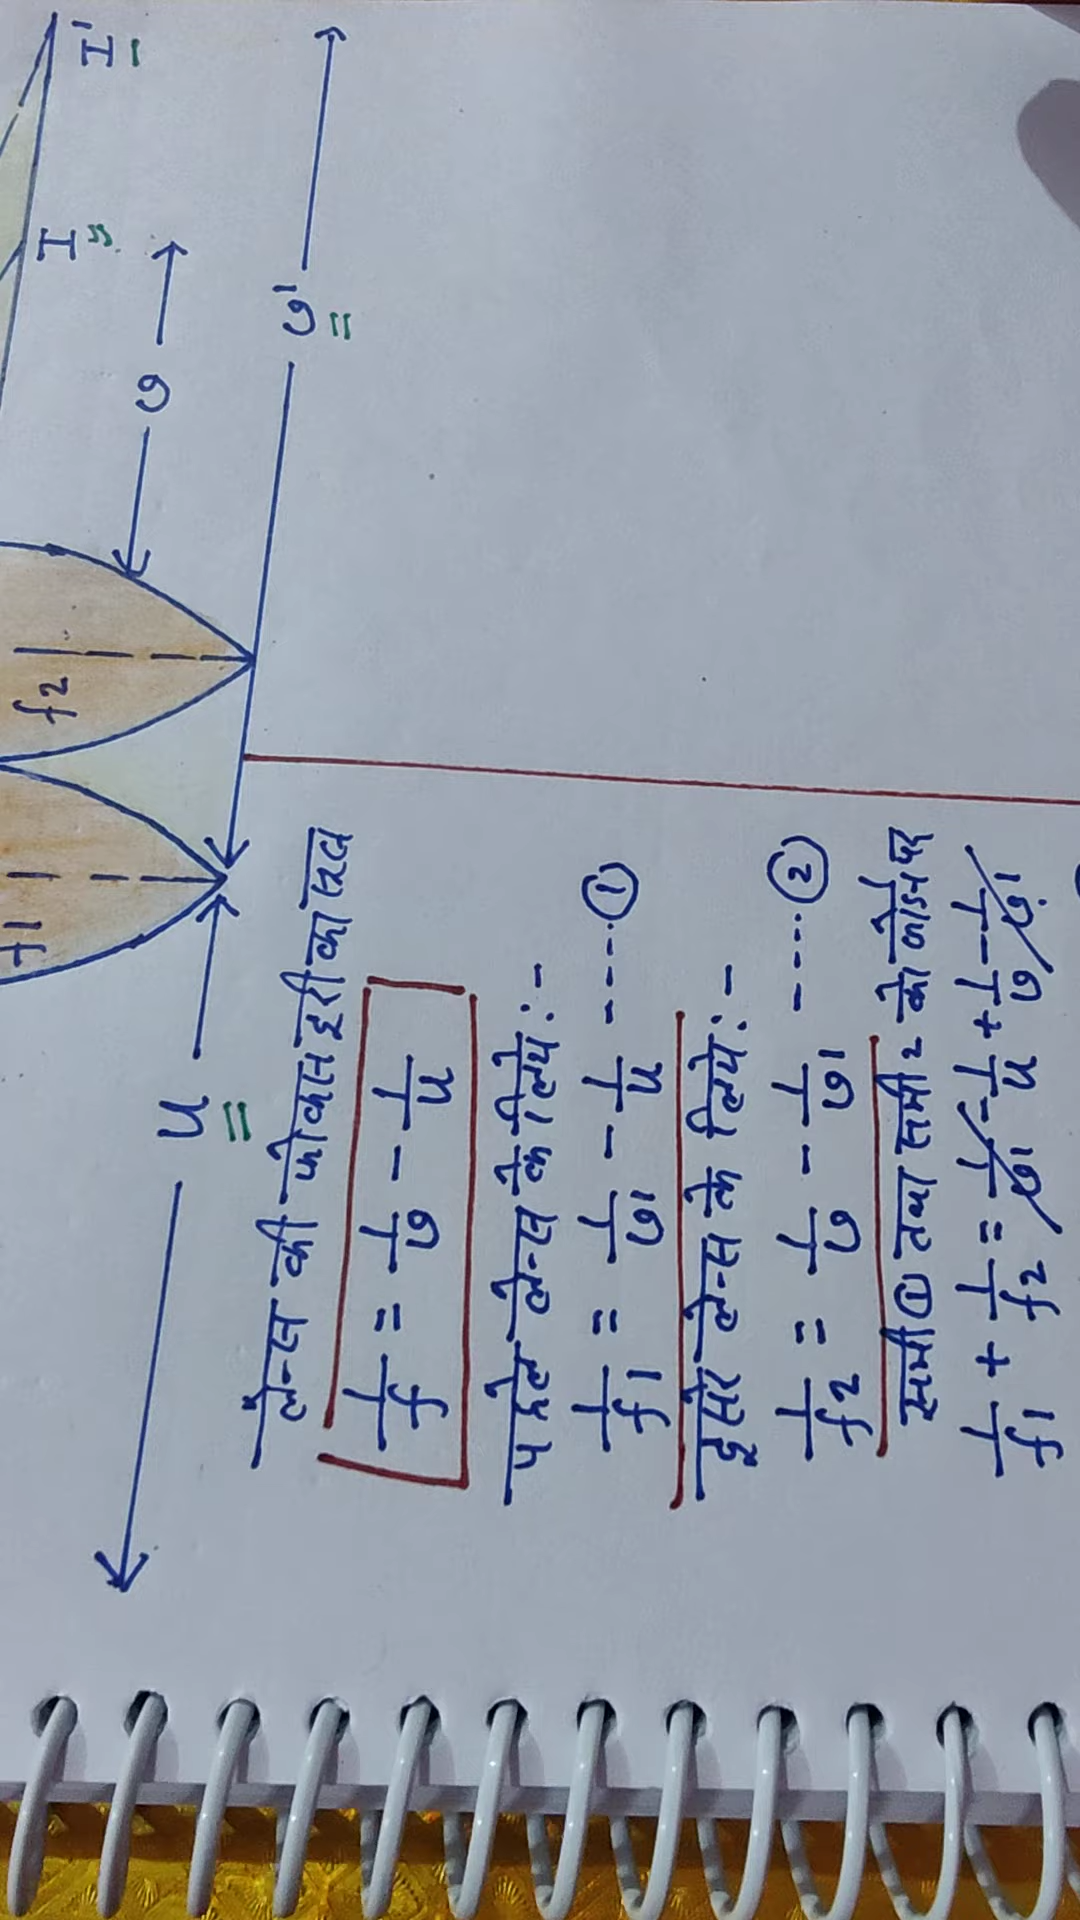 I'
I"
v
v'
f2
f1
u
लेन्स की फोकस दूरी का सूत्र
1/f = 1/v - 1/u
पहले लेन्स के लिये:-
1/f1 = 1/v' - 1/u ---- ①
दूसरे लेन्स के लिये:-
1/f2 = 1/v - 1/v' ---- ②
समी① तथा समी2 को जोडने पर
1/f1 + 1/f2 = 1/v' - 1/u + 1/v - 1/v'